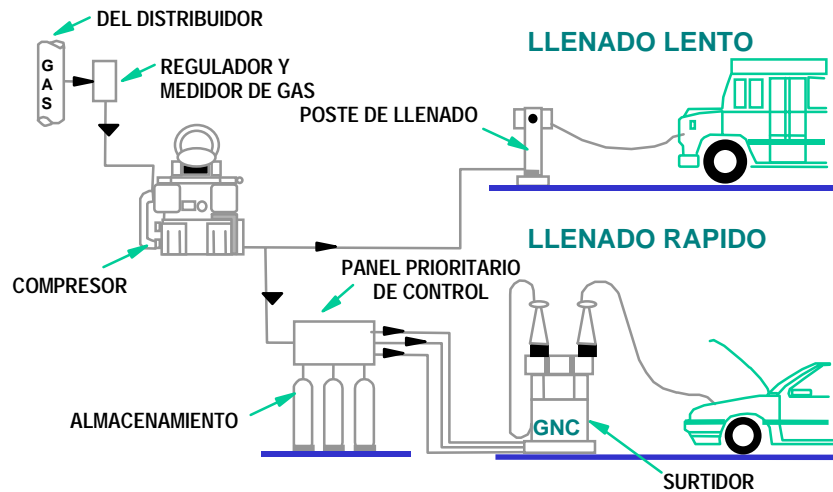 DEL DISTRIBUIDOR
GAS
REGULADOR Y
MEDIDOR DE GAS
LLENADO LENTO
POSTE DE LLENADO
COMPRESOR
LLENADO RAPIDO
PANEL PRIORITARIO
DE CONTROL
ALMACENAMIENTO
GNC
SURTIDOR